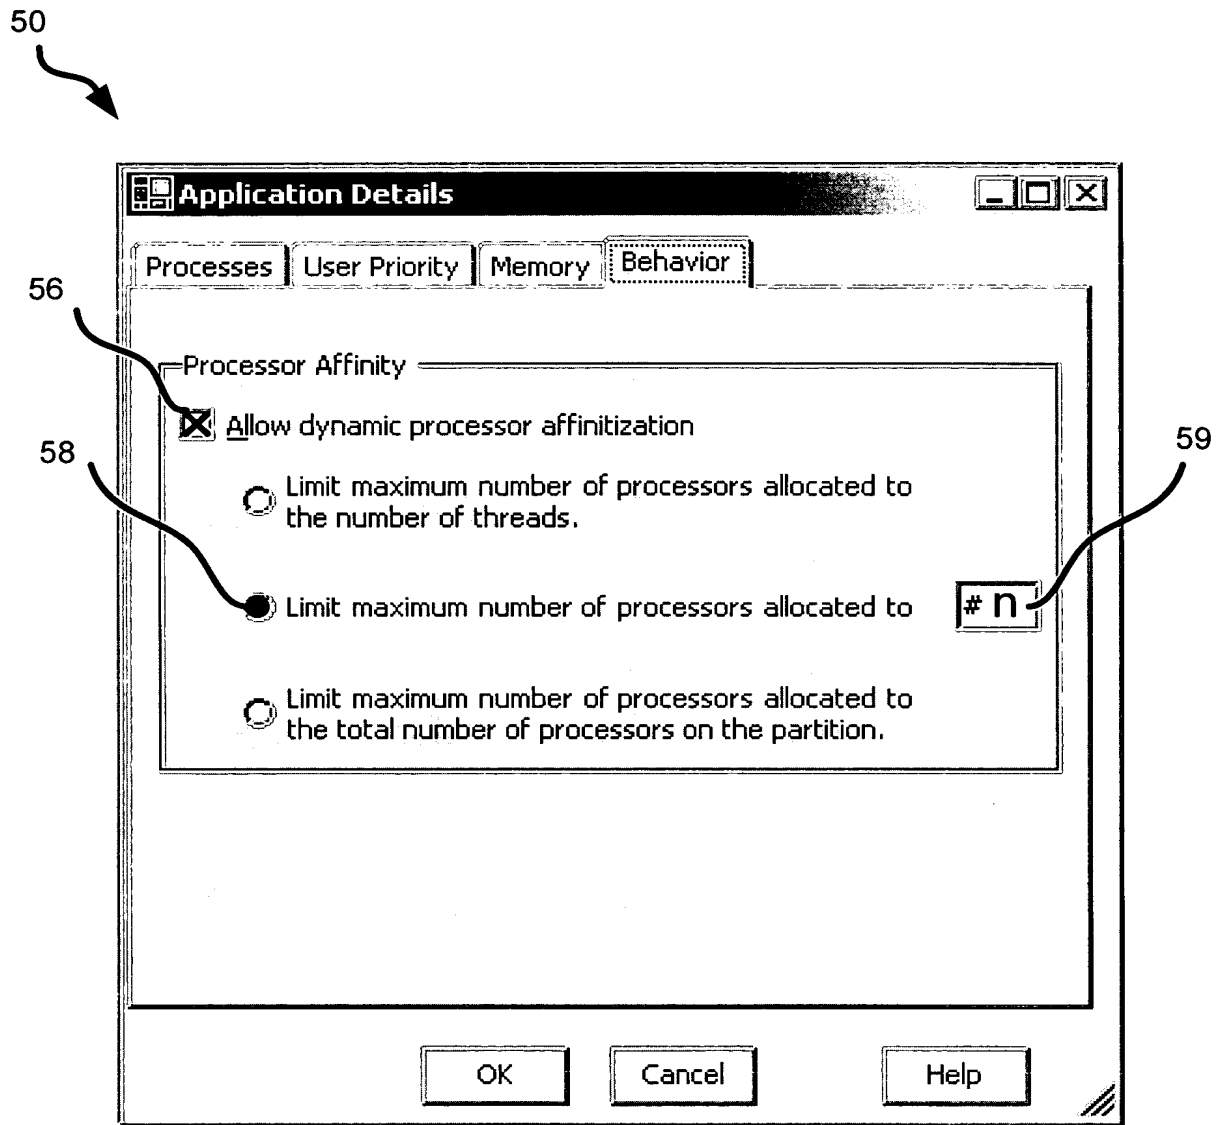 50
Application Details
Processes User Priority Memory Behavior
56
Processor Affinity
Allow dynamic processor affinitization
58
59
Limit maximum number of processors allocated to
the number of threads.
Limit maximum number of processors allocated to # n
Limit maximum number of processors allocated to
the total number of processors on the partition.
OK Cancel Help